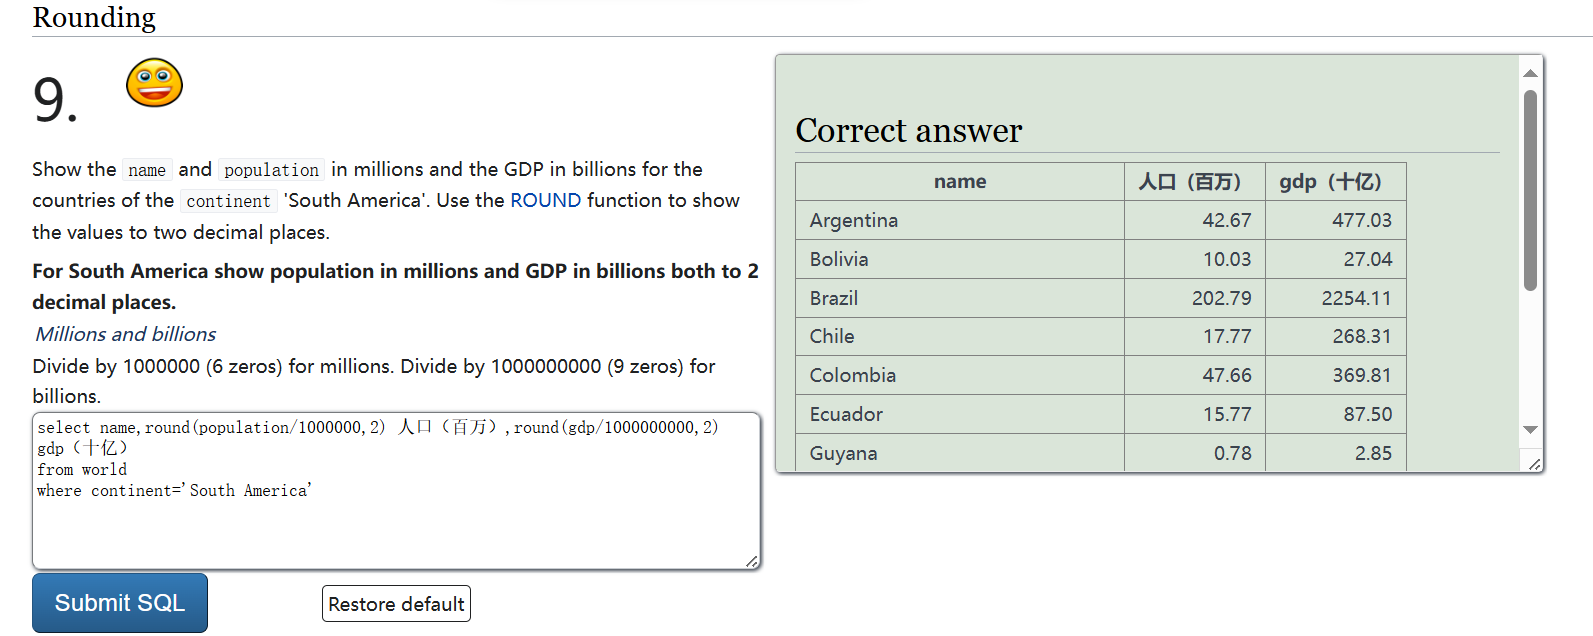 Rounding
9.
Show the name and population in millions and the GDP in billions for the
countries of the continent 'South America'. Use the ROUND function to show
the values to two decimal places.
For South America show population in millions and GDP in billions both to 2
decimal places.
Millions and billions
Divide by 1000000 (6 zeros) for millions. Divide by 1000000000 (9 zeros) for
billions.
select name,round(population/1000000,2) 人口（百万）,round(gdp/1000000000,2)
gdp（十亿）
from world
where continent='South America'
Submit SQL
Restore default
Correct answer
name 人口（百万） gdp（十亿）
Argentina 42.67 477.03
Bolivia 10.03 27.04
Brazil 202.79 2254.11
Chile 17.77 268.31
Colombia 47.66 369.81
Ecuador 15.77 87.50
Guyana 0.78 2.85